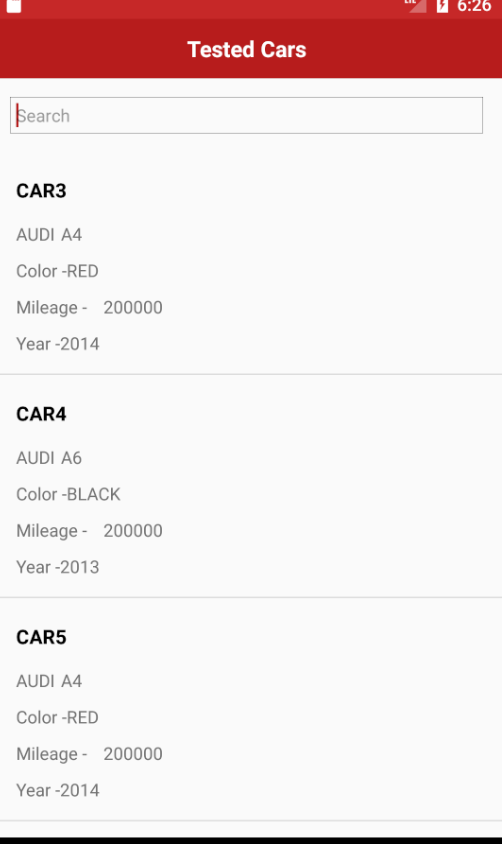 LTE 6:26
Tested Cars
Search
CAR3
AUDI A4
Color -RED
Mileage - 200000
Year -2014
CAR4
AUDI A6
Color -BLACK
Mileage - 200000
Year -2013
CAR5
AUDI A4
Color -RED
Mileage - 200000
Year -2014